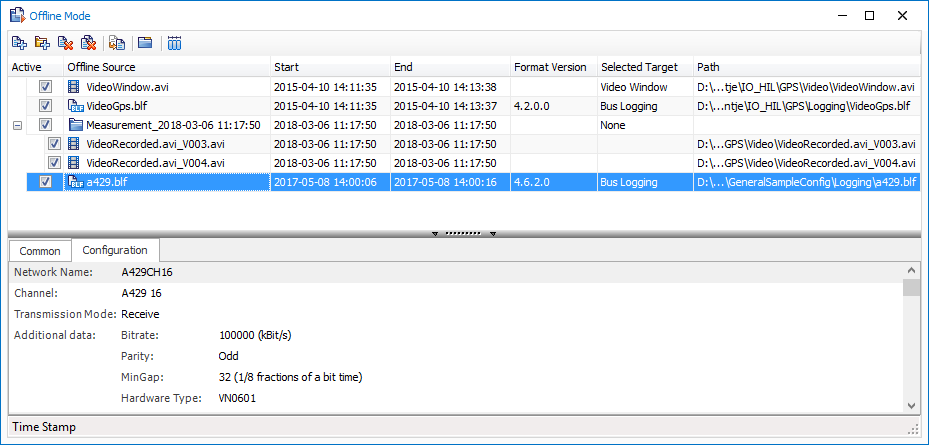 Offline Mode
Active Offline Source Start End Format Version Selected Target Path
VideoWindow.avi 2015-04-10 14:11:35 2015-04-10 14:13:38 Video Window D:\...tje\IO_HIL\GPS\Video\VideoWindow.avi
BLF VideoGps.blf 2015-04-10 14:11:35 2015-04-10 14:13:37 4.2.0.0 Bus Logging D:\...ntje\IO_HIL\GPS\Logging\VideoGps.blf
Measurement_2018-03-06 11:17:50 2018-03-06 11:17:50 2018-03-06 11:17:50 None
VideoRecorded.avi_V003.avi 2018-03-06 11:17:50 2018-03-06 11:17:50 D:\...GPS\Video\VideoRecorded.avi_V003.avi
VideoRecorded.avi_V004.avi 2018-03-06 11:17:50 2018-03-06 11:17:50 D:\...GPS\Video\VideoRecorded.avi_V004.avi
BLF a429.blf 2017-05-08 14:00:06 2017-05-08 14:00:16 4.6.2.0 Bus Logging D:\...\GeneralSampleConfig\Logging\a429.blf
Common Configuration
Network Name: A429CH16
Channel: A429 16
Transmission Mode: Receive
Additional data: Bitrate: 100000 (kBit/s)
Parity: Odd
MinGap: 32 (1/8 fractions of a bit time)
Hardware Type: VN0601
Time Stamp